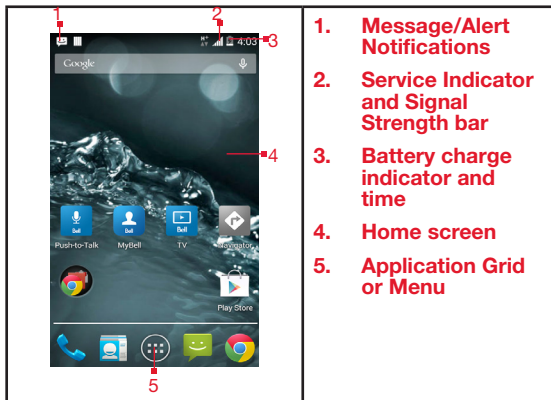 1
2
3
4:03
Google
4
Bell
Bell
Bell
Push-to-Talk MyBell TV Navigator
Play Store
5
1. Message/Alert
Notifications
2. Service Indicator
and Signal
Strength bar
3. Battery charge
indicator and
time
4. Home screen
5. Application Grid
or Menu